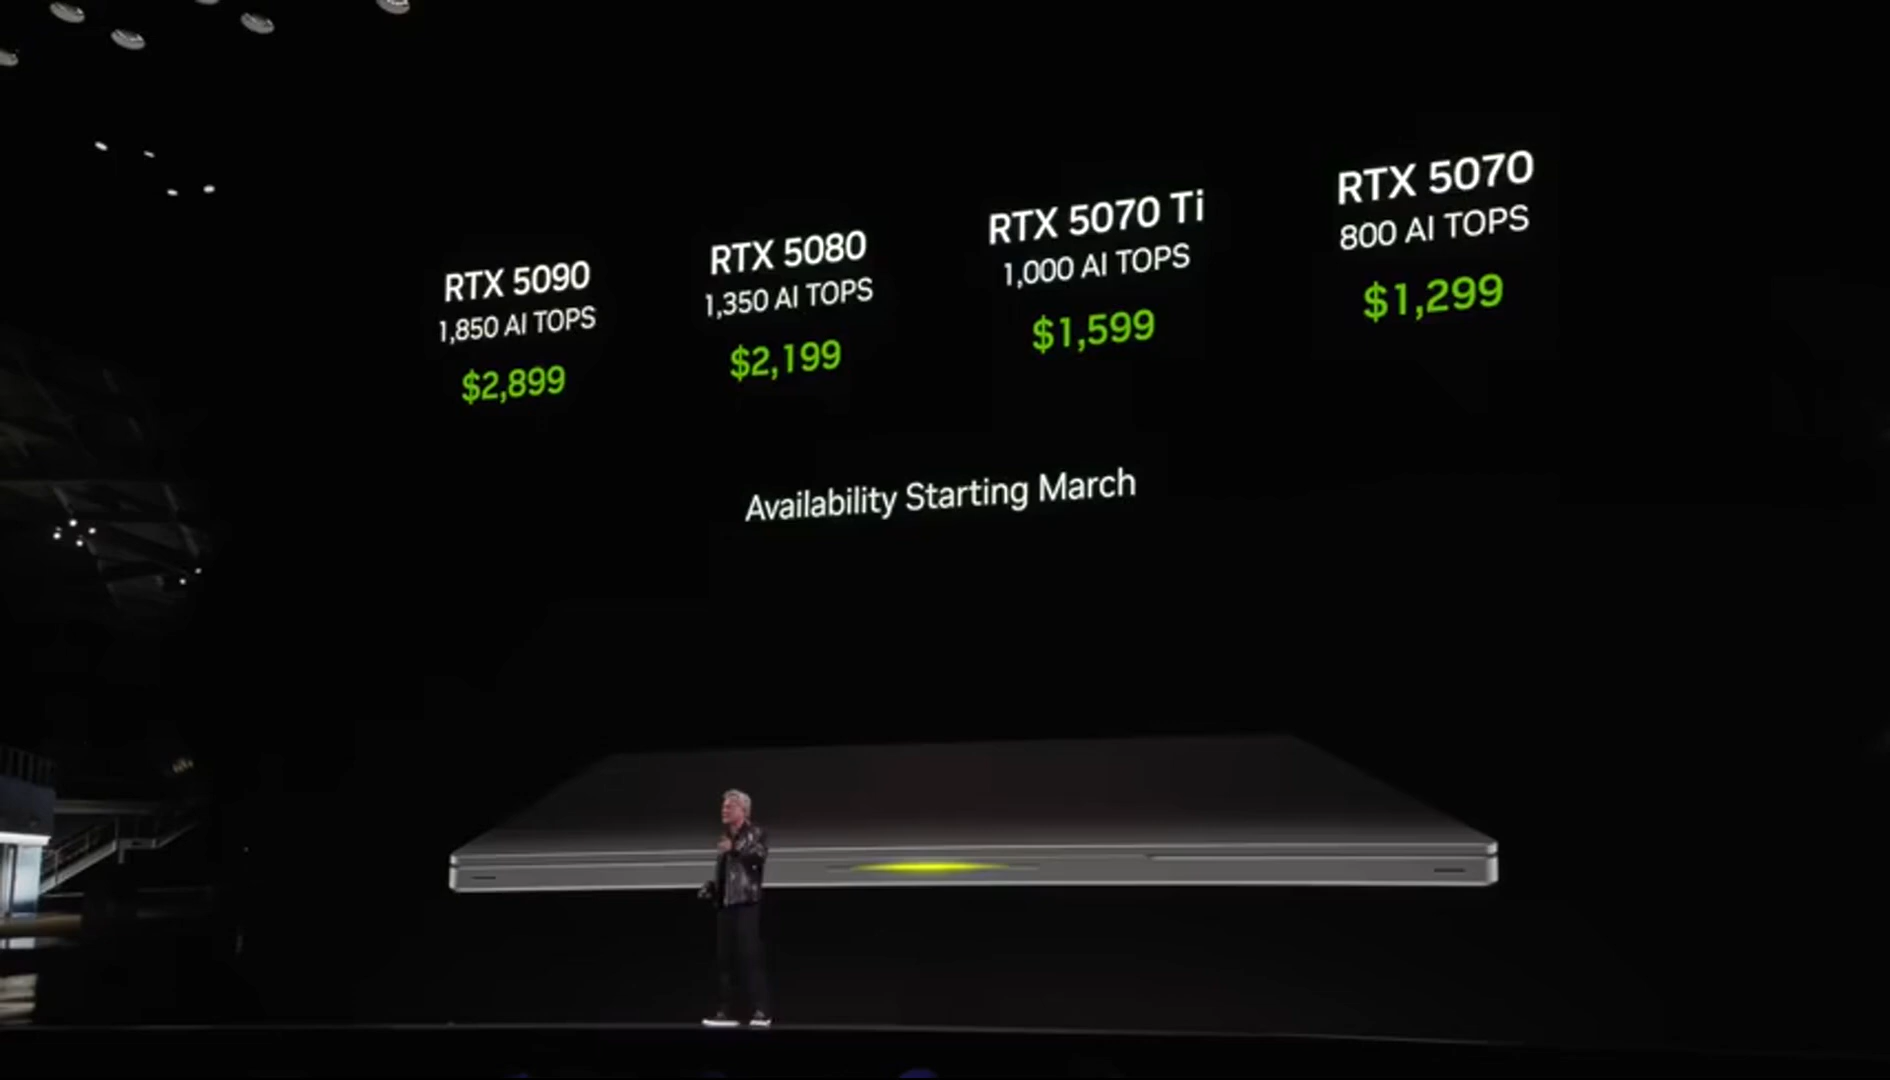 RTX 5090
1,850 AI TOPS
$2,899
RTX 5080
1,350 AI TOPS
$2,199
RTX 5070 Ti
1,000 AI TOPS
$1,599
RTX 5070
800 AI TOPS
$1,299
Availability Starting March